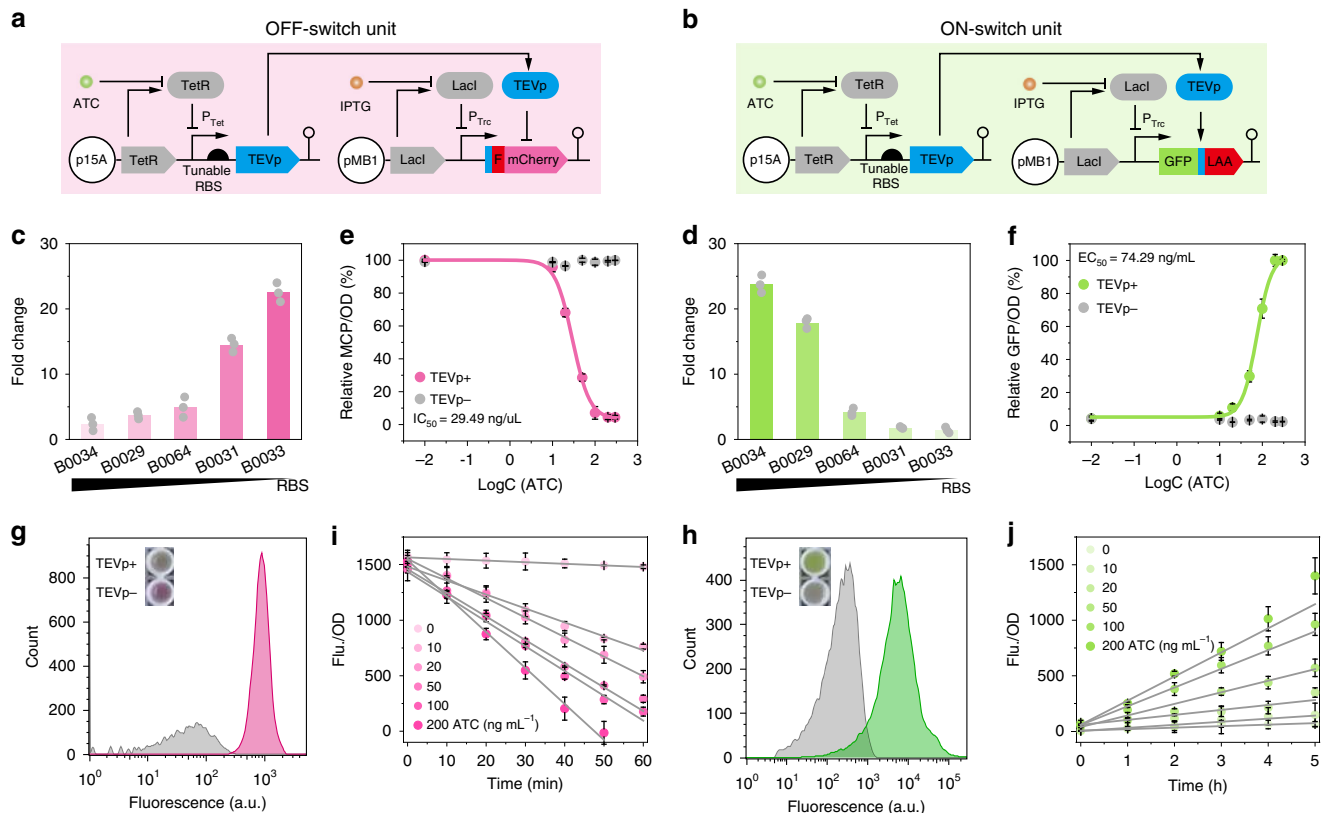 a
OFF-switch unit
ATC
TetR
IPTG
LacI
TEVp
P_Tet
P_Trc
p15A
TetR
TEVp
pMB1
LacI
F
mCherry
Tunable
RBS
b
ON-switch unit
ATC
TetR
IPTG
LacI
TEVp
P_Tet
P_Trc
p15A
TetR
TEVp
pMB1
LacI
GFP
LAA
Tunable
RBS
c
Fold change
30
20
10
0
B0034
B0029
B0064
B0031
B0033
RBS
e
Relative MCP/OD (%)
100
80
60
40
20
0
TEVp+
TEVp−
IC50 = 29.49 ng/uL
−2
−1
0
1
2
3
LogC (ATC)
d
Fold change
30
20
10
0
B0034
B0029
B0064
B0031
B0033
RBS
f
Relative GFP/OD (%)
EC50 = 74.29 ng/mL
TEVp+
TEVp−
100
80
60
40
20
0
−2
−1
0
1
2
3
LogC (ATC)
g
Count
TEVp+
TEVp−
800
600
400
200
0
10^0
10^1
10^2
10^3
Fluorescence (a.u.)
i
Flu./OD
1500
1000
500
0
0
10
20
50
100
200 ATC (ng mL−1)
0
10
20
30
40
50
60
Time (min)
h
Count
TEVp+
TEVp−
400
300
200
100
0
10^0
10^1
10^2
10^3
10^4
10^5
Fluorescence (a.u.)
j
Flu./OD
1500
1000
500
0
0
10
20
50
100
200 ATC (ng mL−1)
0
1
2
3
4
5
Time (h)